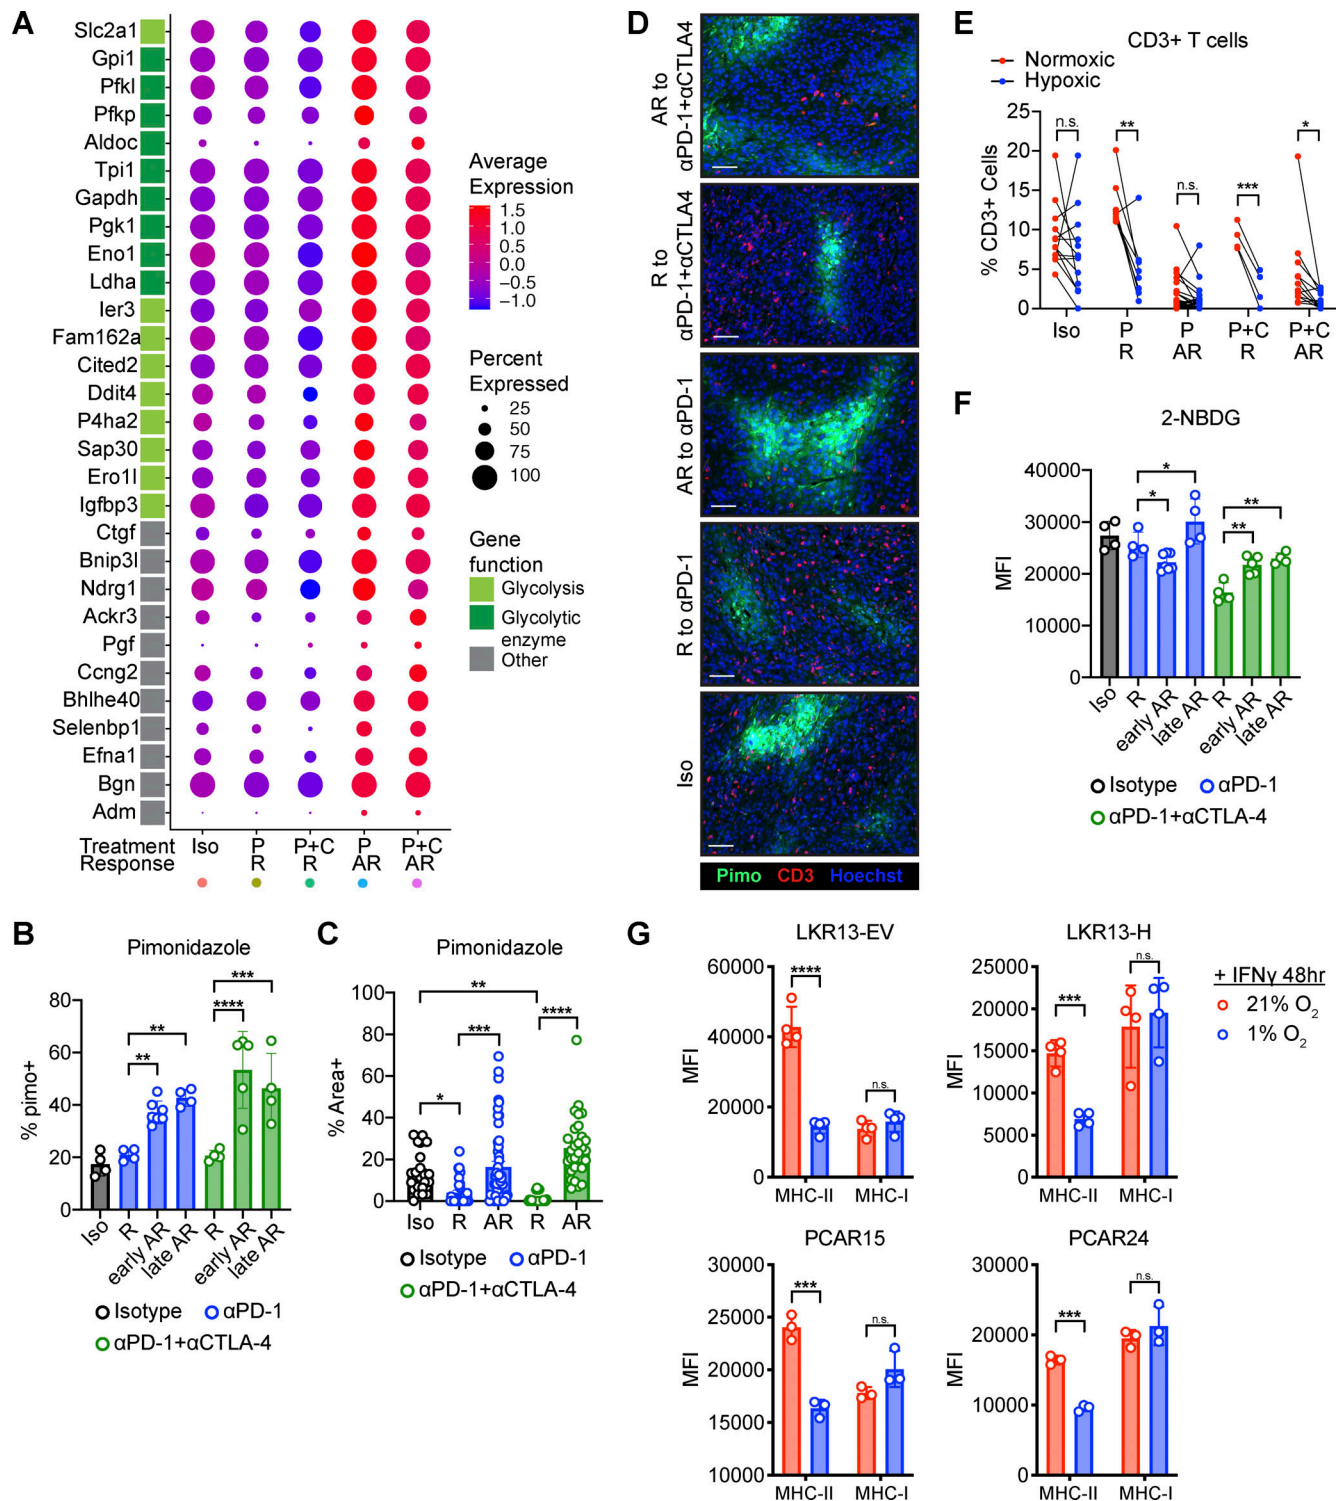 A
Slc2a1
Gpi1
Pfkl
Pfkp
Aldoc
Tpi1
Gapdh
Pgk1
Eno1
Ldha
Ier3
Fam162a
Cited2
Ddit4
P4ha2
Sap30
Ero1l
Igfbp3
Ctgf
Bnip3l
Ndrg1
Ackr3
Pgf
Ccng2
Bhlhe40
Selenbp1
Efna1
Bgn
Adm
Treatment Iso P P+C P P+C
Response R R AR AR
Average
Expression
1.5
1.0
0.5
0.0
−0.5
−1.0
Percent
Expressed
25
50
75
100
Gene
function
Glycolysis
Glycolytic
enzyme
Other
B
Pimonidazole
% pimo+
80
60
40
20
0
** ** **** ***
Iso R early AR late AR R early AR late AR
Isotype αPD-1
αPD-1+αCTLA-4
C
Pimonidazole
% Area+
100
80
60
40
20
0
* ** *** ****
Iso R AR R AR
Isotype αPD-1
αPD-1+αCTLA-4
D
AR to
αPD-1+αCTLA4
R to
αPD-1+αCTLA4
AR to αPD-1
R to αPD-1
Iso
Pimo CD3 Hoechst
E
CD3+ T cells
Normoxic
Hypoxic
% CD3+ Cells
25
20
15
10
5
0
n.s. ** n.s. *** *
Iso P P P+C P+C
R AR R AR
F
2-NBDG
MFI
40000
30000
20000
10000
0
* * ** **
Iso R early AR late AR R early AR late AR
Isotype αPD-1
αPD-1+αCTLA-4
G
LKR13-EV
MFI
60000
40000
20000
0
**** n.s.
MHC-II MHC-I
LKR13-H
MFI
25000
20000
15000
10000
5000
0
*** n.s.
MHC-II MHC-I
+ IFNγ 48hr
21% O2
1% O2
PCAR15
MFI
30000
25000
20000
15000
10000
*** n.s.
MHC-II MHC-I
PCAR24
MFI
30000
20000
10000
0
*** n.s.
MHC-II MHC-I